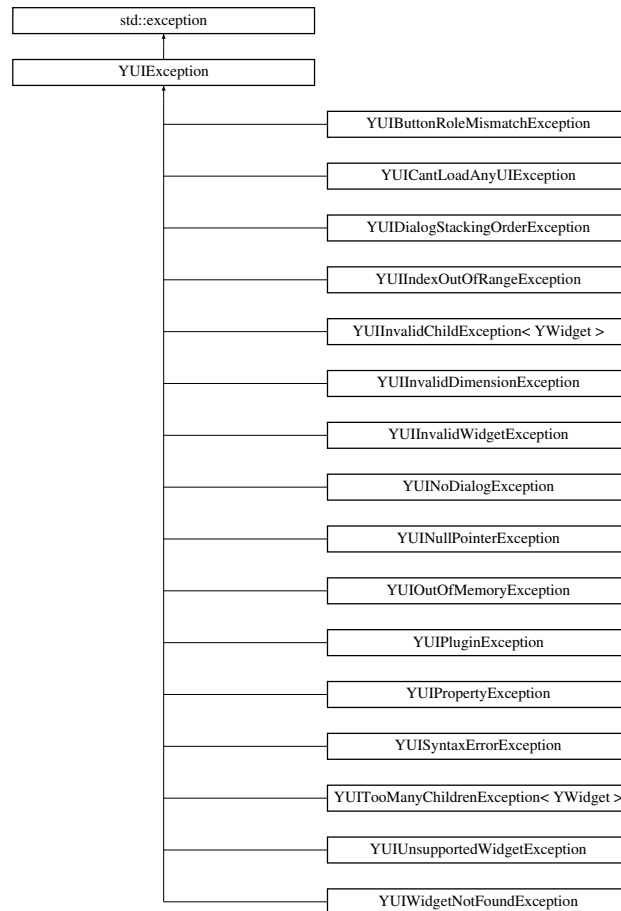 std::exception
YUIException
YUIButtonRoleMismatchException
YUICantLoadAnyUIException
YUIDialogStackingOrderException
YUIIndexOutOfRangeException
YUIInvalidChildException< YWidget >
YUIInvalidDimensionException
YUIInvalidWidgetException
YUINoDialogException
YUINullPointerException
YUIOutOfMemoryException
YUIPluginException
YUIPropertyException
YUISyntaxErrorException
YUITooManyChildrenException< YWidget >
YUIUnsupportedWidgetException
YUIWidgetNotFoundException